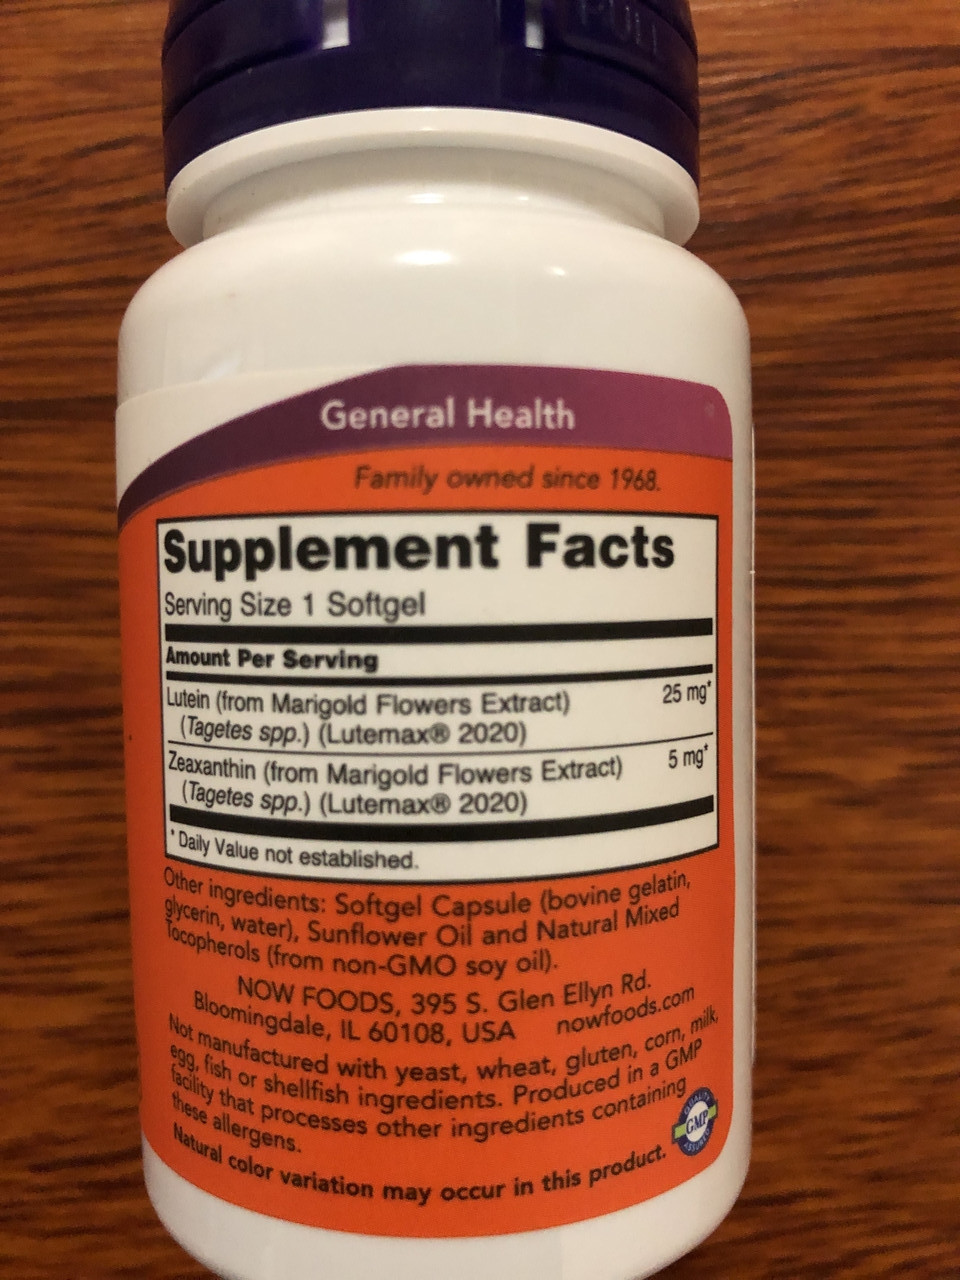 General Health
Family owned since 1968.
Supplement Facts
Serving Size 1 Softgel
Amount Per Serving
Lutein (from Marigold Flowers Extract) 25 mg*
(Tagetes spp.) (Lutemax® 2020)
Zeaxanthin (from Marigold Flowers Extract) 5 mg*
(Tagetes spp.) (Lutemax® 2020)
* Daily Value not established.
Other ingredients: Softgel Capsule (bovine gelatin,
glycerin, water), Sunflower Oil and Natural Mixed
Tocopherols (from non-GMO soy oil).
NOW FOODS, 395 S. Glen Ellyn Rd.
Bloomingdale, IL 60108, USA nowfoods.com
Not manufactured with yeast, wheat, gluten, corn, milk,
egg, fish or shellfish ingredients. Produced in a GMP
facility that processes other ingredients containing
these allergens.
Natural color variation may occur in this product.
QUALITY
GMP
ASSURED